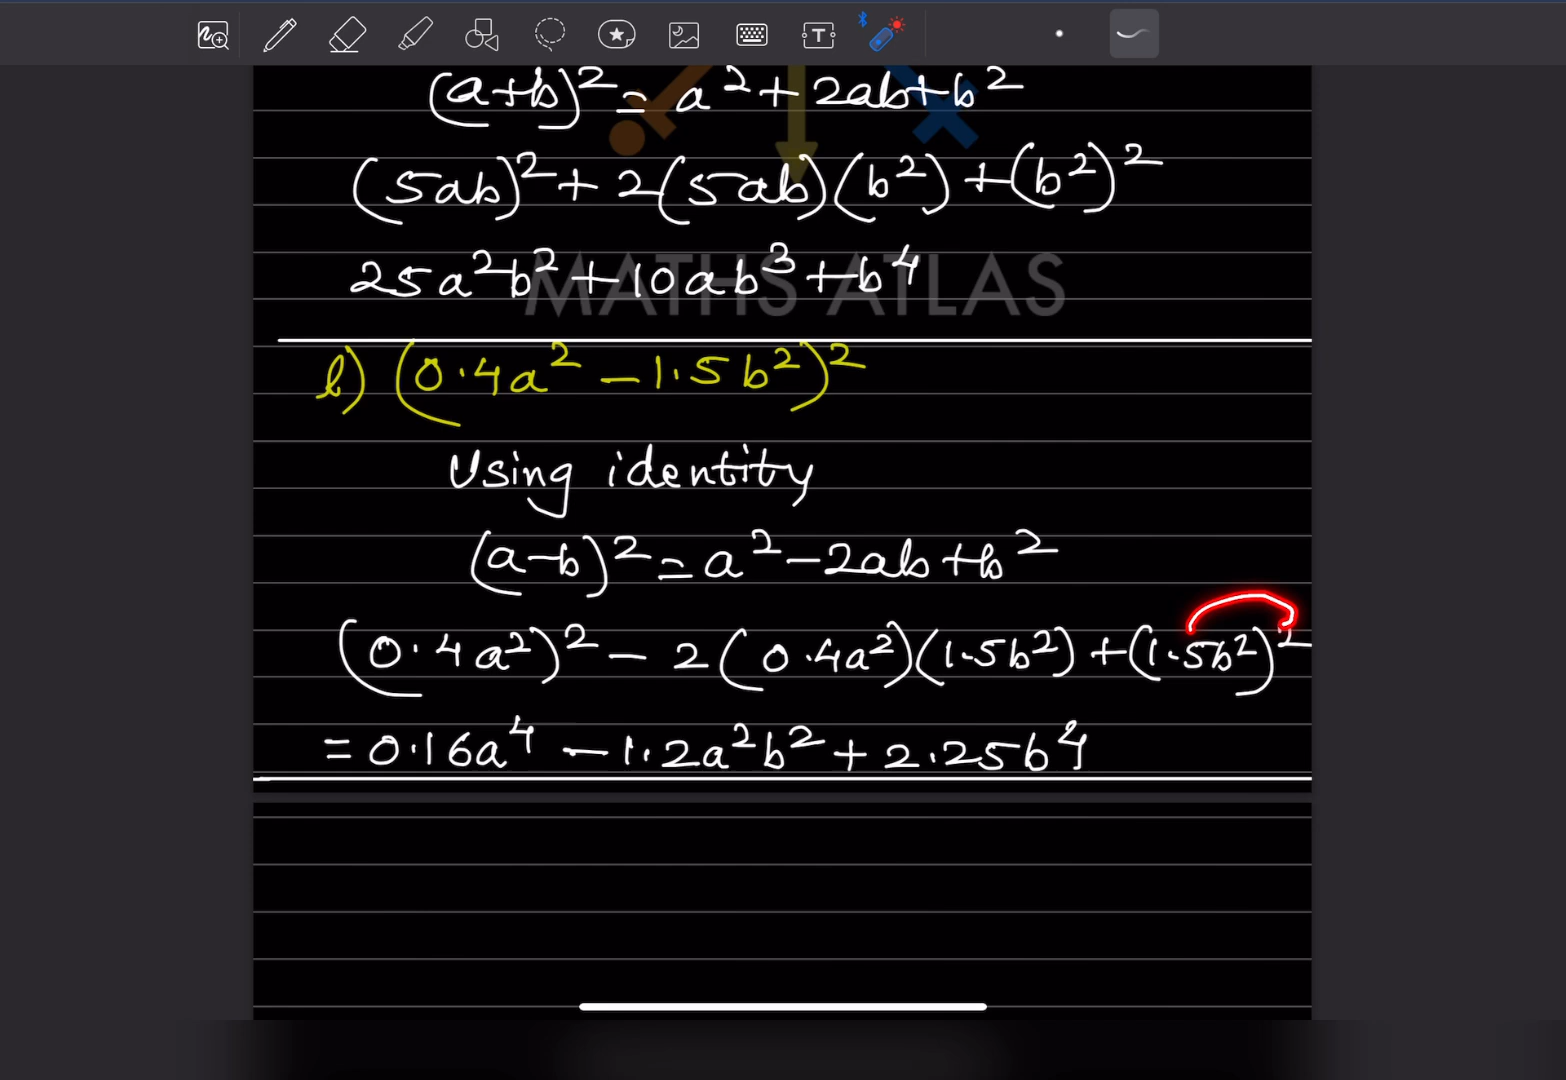 (a+b)² = a² + 2ab + b²
(5ab)² + 2(5ab)(b²) + (b²)²
25a²b² + 10ab³ + b⁴
MATHS ATLAS
l) (0.4a² - 1.5b²)²
Using identity
(a-b)² = a² - 2ab + b²
(0.4a²)² - 2(0.4a²)(1.5b²) + (1.5b²)²
= 0.16a⁴ - 1.2a²b² + 2.25b⁴